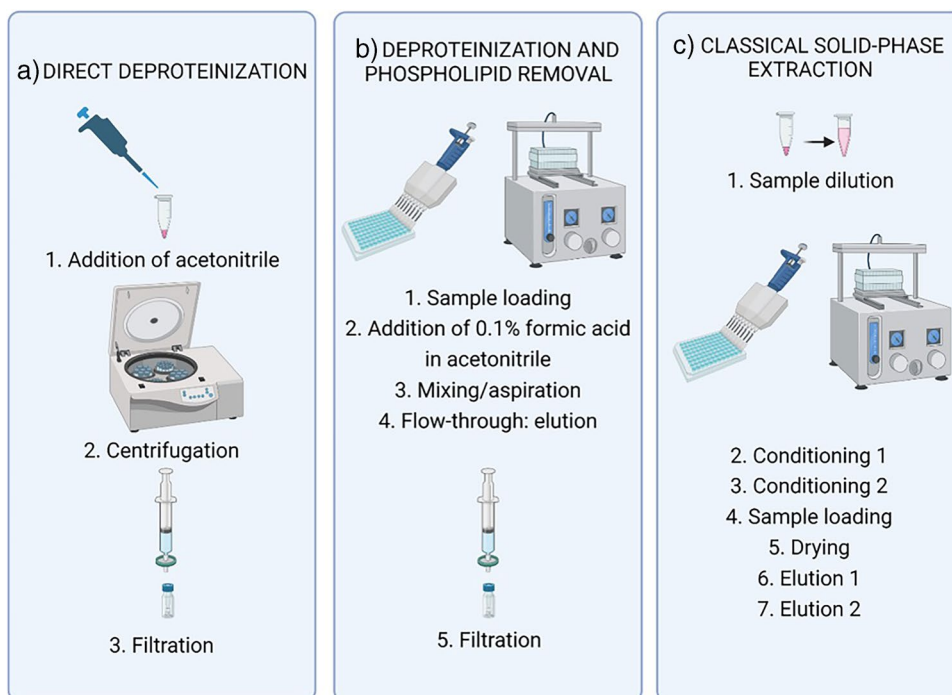 a) DIRECT DEPROTEINIZATION
1. Addition of acetonitrile
2. Centrifugation
3. Filtration
b) DEPROTEINIZATION AND
PHOSPHOLIPID REMOVAL
1. Sample loading
2. Addition of 0.1% formic acid
in acetonitrile
3. Mixing/aspiration
4. Flow-through: elution
5. Filtration
c) CLASSICAL SOLID-PHASE
EXTRACTION
1. Sample dilution
2. Conditioning 1
3. Conditioning 2
4. Sample loading
5. Drying
6. Elution 1
7. Elution 2